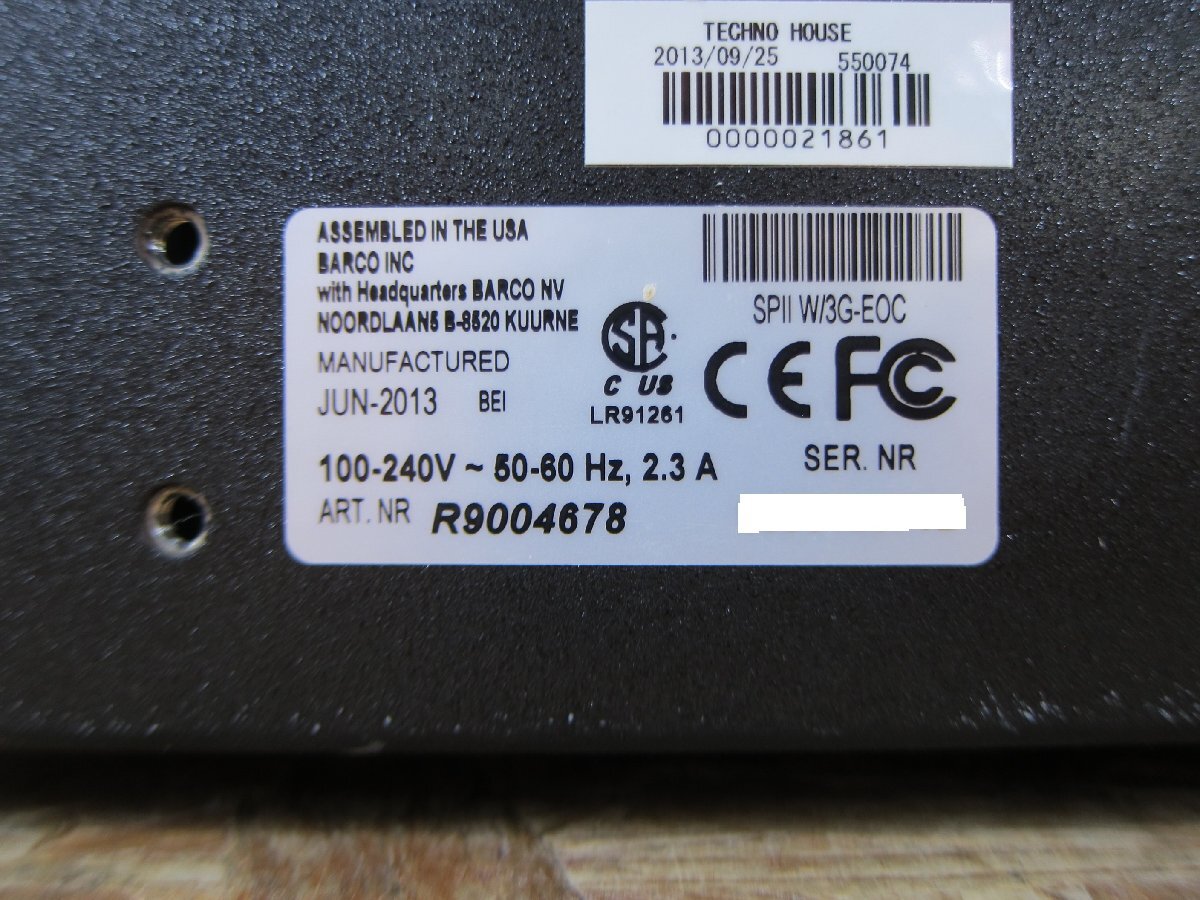 TECHNO HOUSE
2013/09/25 550074
0000021861
ASSEMBLED IN THE USA
BARCO INC
with Headquarters BARCO NV
NOORDLAAN5 B-8520 KUURNE
MANUFACTURED
JUN-2013 BEI
SA
C US
LR91261
SPII W/3G-EOC
CE FC
100-240V ~ 50-60 Hz, 2.3 A
SER. NR
ART. NR R9004678